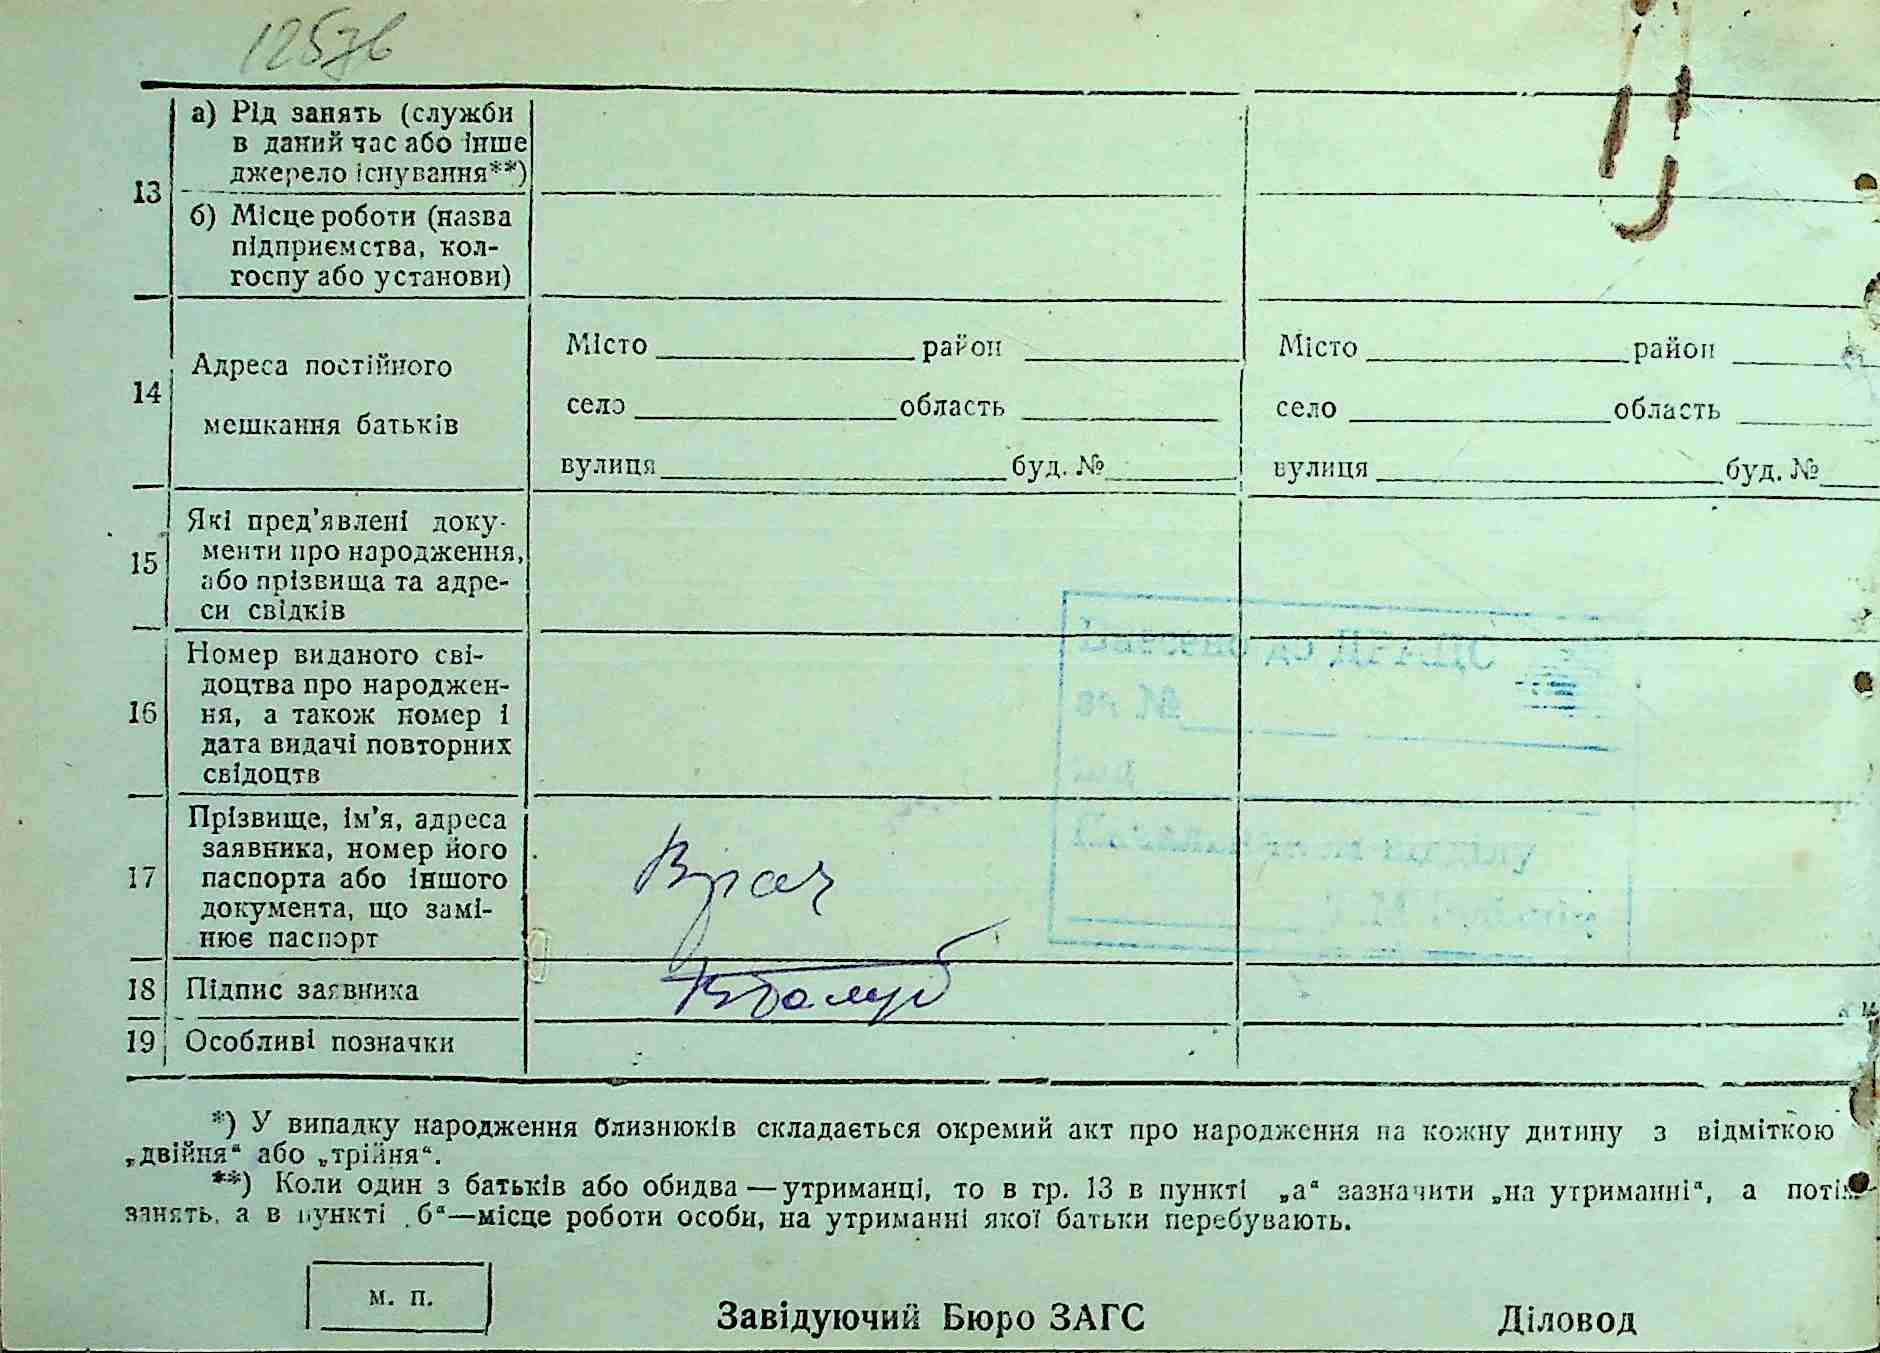 а) Рід занять (служби
в даний час або інше
джерело існування**)
13
б) Місце роботи (назва
підприємства, кол-
госпу або установи)
14
Адреса постійного
мешкання батьків
Місто район
село область
вулиця буд. №
Місто район
село область
вулиця буд. №
15
Які пред'явлені доку-
менти про народження,
або прізвища та адре-
си свідків
16
Номер виданого сві-
доцтва про народжен-
ня, а також номер і
дата видачі повторних
свідоцтв
17
Прізвище, ім'я, адреса
заявника, номер його
паспорта або іншого
документа, що замі-
нює паспорт
Врач
18 Підпис заявника
19 Особливі позначки
*) У випадку народження близнюків складається окремий акт про народження на кожну дитину з відміткою
„двійня“ або „трійня“.
**) Коли один з батьків або обидва — утриманці, то в гр. 13 в пункті „а“ зазначити „на утриманні“, а потім
занять, а в пункті „б“—місце роботи особи, на утриманні якої батьки перебувають.
м. п.
Завідуючий Бюро ЗАГС Діловод